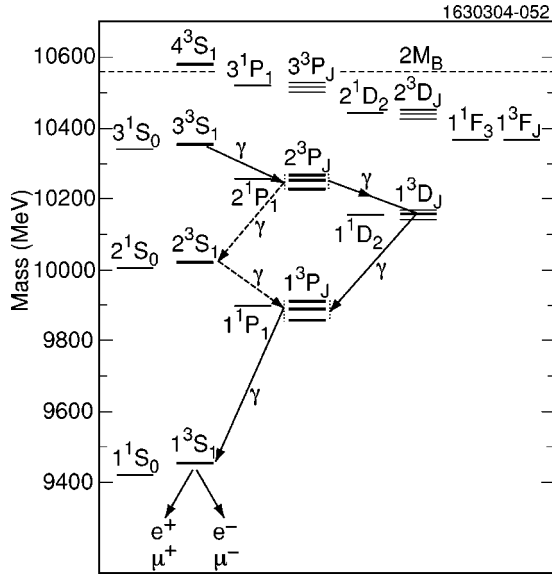 1630304-052
Mass (MeV)
10600
10400
10200
10000
9800
9600
9400
4³S₁
2M_B
3¹P₁
3³P_J
2¹D₂
2³D_J
1¹F₃
1³F_J
3¹S₀
3³S₁
γ
2³P_J
γ
1³D_J
2¹P₁
γ
1¹D₂
2¹S₀
2³S₁
γ
γ
1³P_J
1¹P₁
γ
1¹S₀
1³S₁
e⁺ e⁻
μ⁺ μ⁻